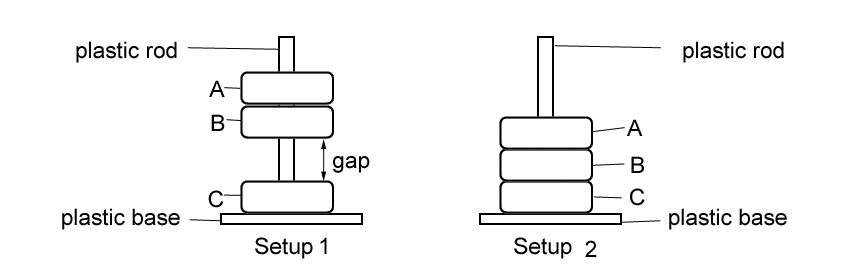 plastic rod
A
B
gap
C
plastic base
Setup 1
plastic rod
A
B
C
plastic base
Setup 2